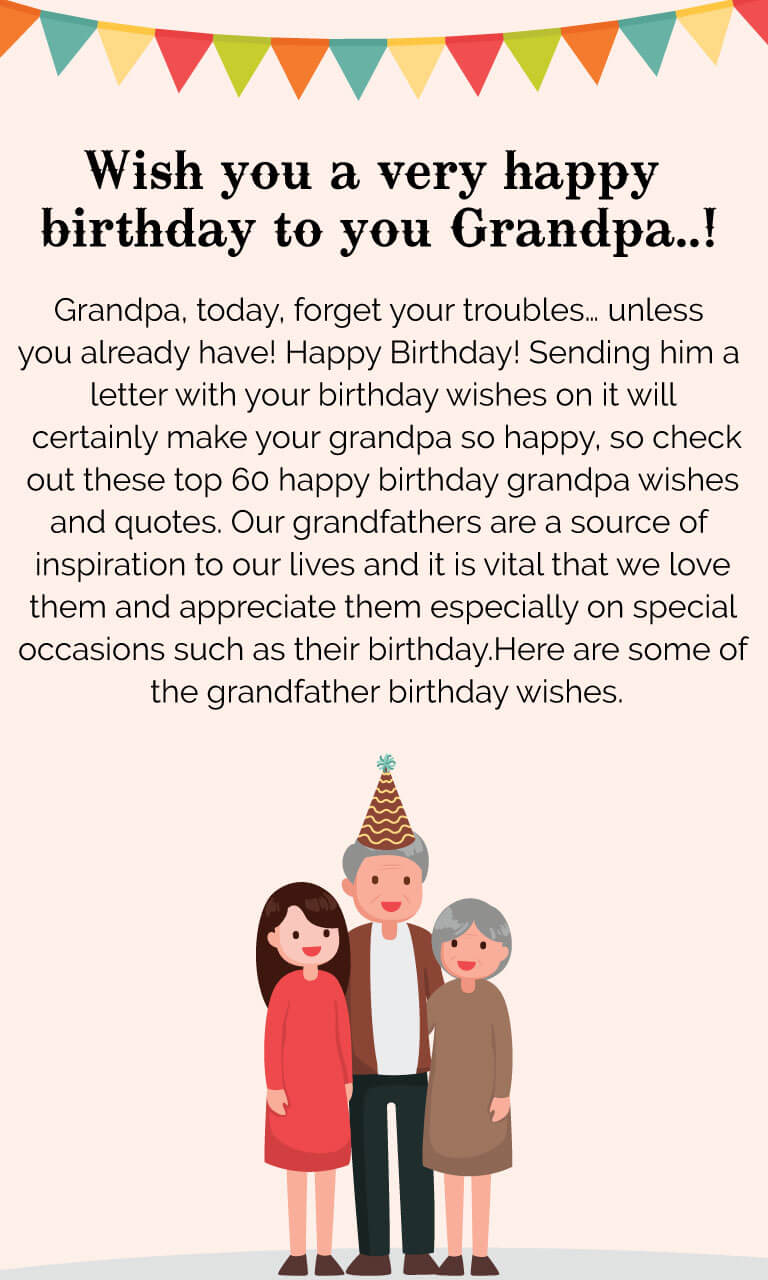 Wish you a very happy
birthday to you Grandpa..!
Grandpa, today, forget your troubles… unless
you already have! Happy Birthday! Sending him a
letter with your birthday wishes on it will
certainly make your grandpa so happy, so check
out these top 60 happy birthday grandpa wishes
and quotes. Our grandfathers are a source of
inspiration to our lives and it is vital that we love
them and appreciate them especially on special
occasions such as their birthday.Here are some of
the grandfather birthday wishes.